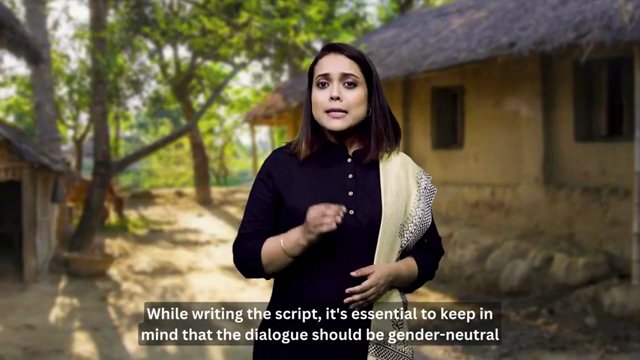 While writing the script, it's essential to keep in
mind that the dialogue should be gender-neutral